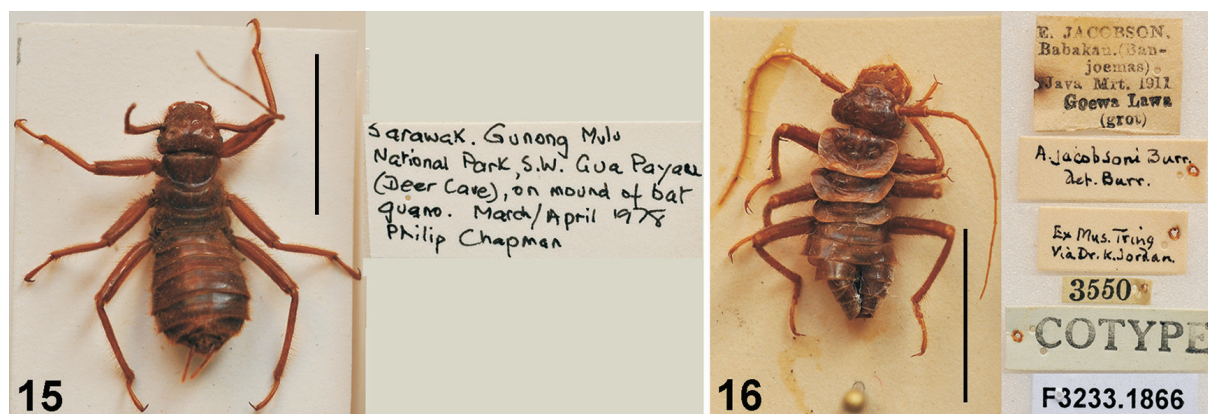 Sarawak. Gunong Mulu
National Park, S.W. Gua Payau
(Deer Cave), on mound of bat
guano. March/April 1978
Philip Chapman
15
E. JACOBSON.
Babakan.(Ban-
joemas)
Java Mrt. 1911
Goewa Lawa
(grot)
A. jacobsoni Burr.
det. Burr.
Ex Mus. Tring
Via Dr. K. Jordan.
3550
COTYPE
F3233.1866
16